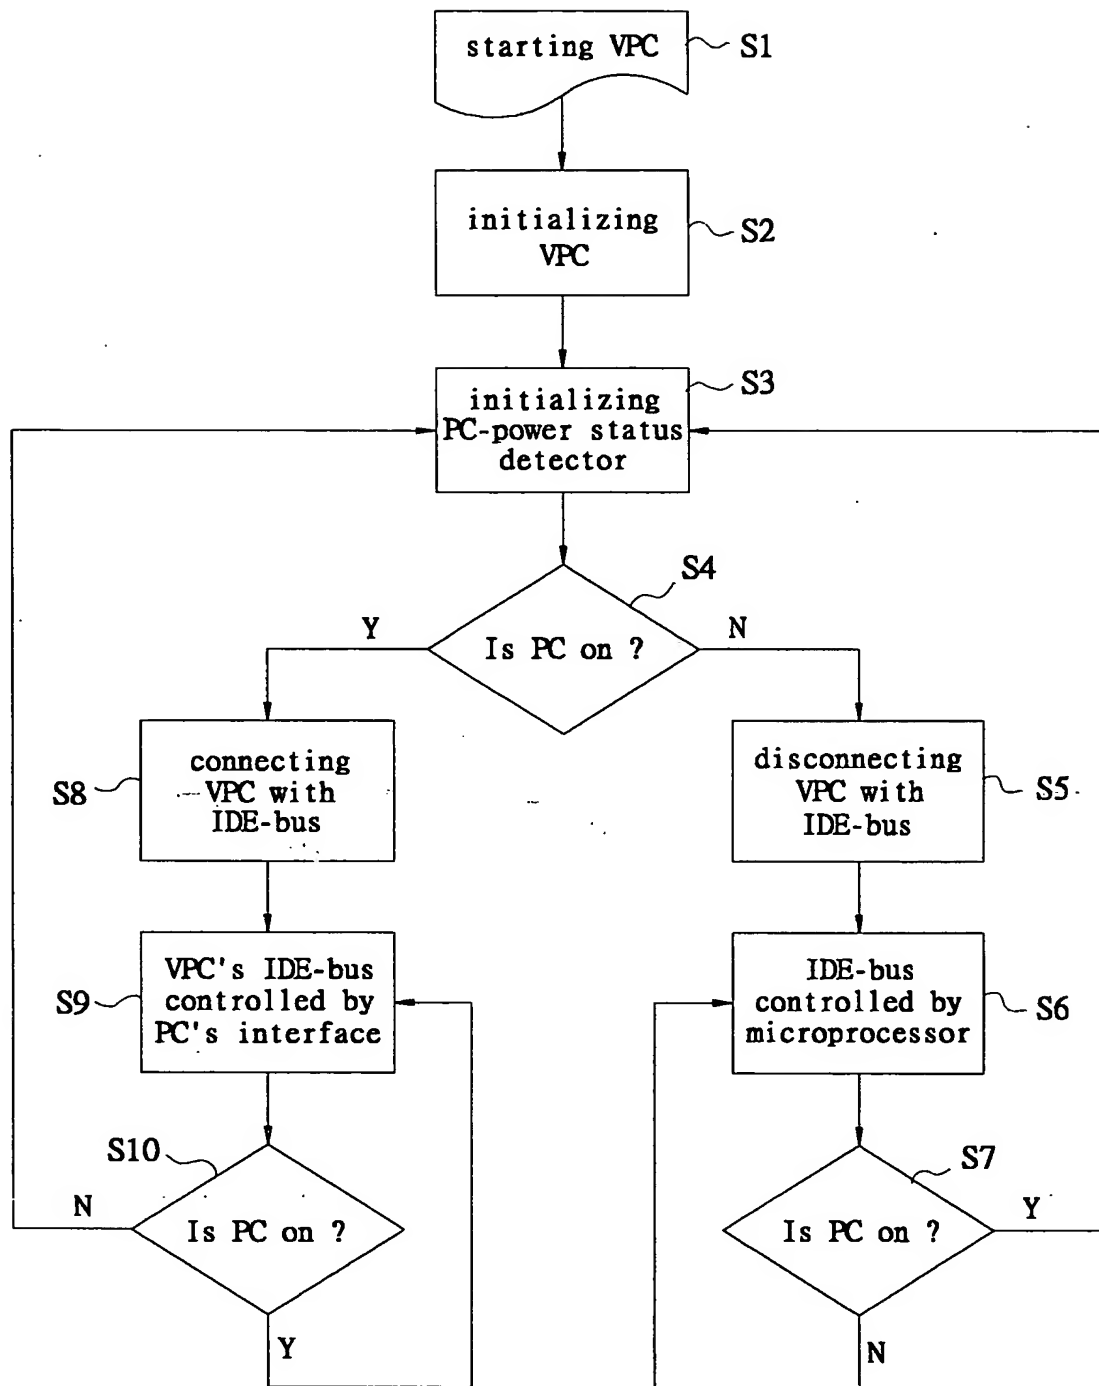 starting VPC
S1
initializing
VPC
S2
initializing
PC-power status
detector
S3
Is PC on ?
S4
Y
N
connecting
VPC with
IDE-bus
S8
disconnecting
VPC with
IDE-bus
S5
VPC's IDE-bus
controlled by
PC's interface
S9
IDE-bus
controlled by
microprocessor
S6
Is PC on ?
S10
N
Y
Is PC on ?
S7
Y
N